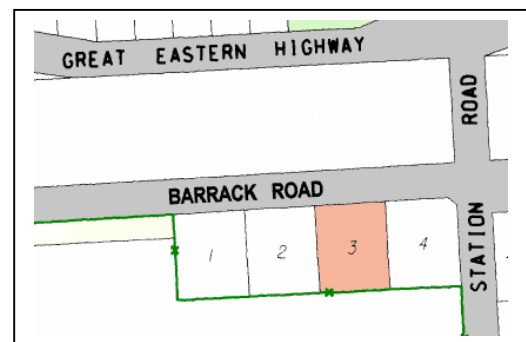 GREAT EASTERN HIGHWAY
ROAD
BARRACK ROAD
1 2 3 4
STATION